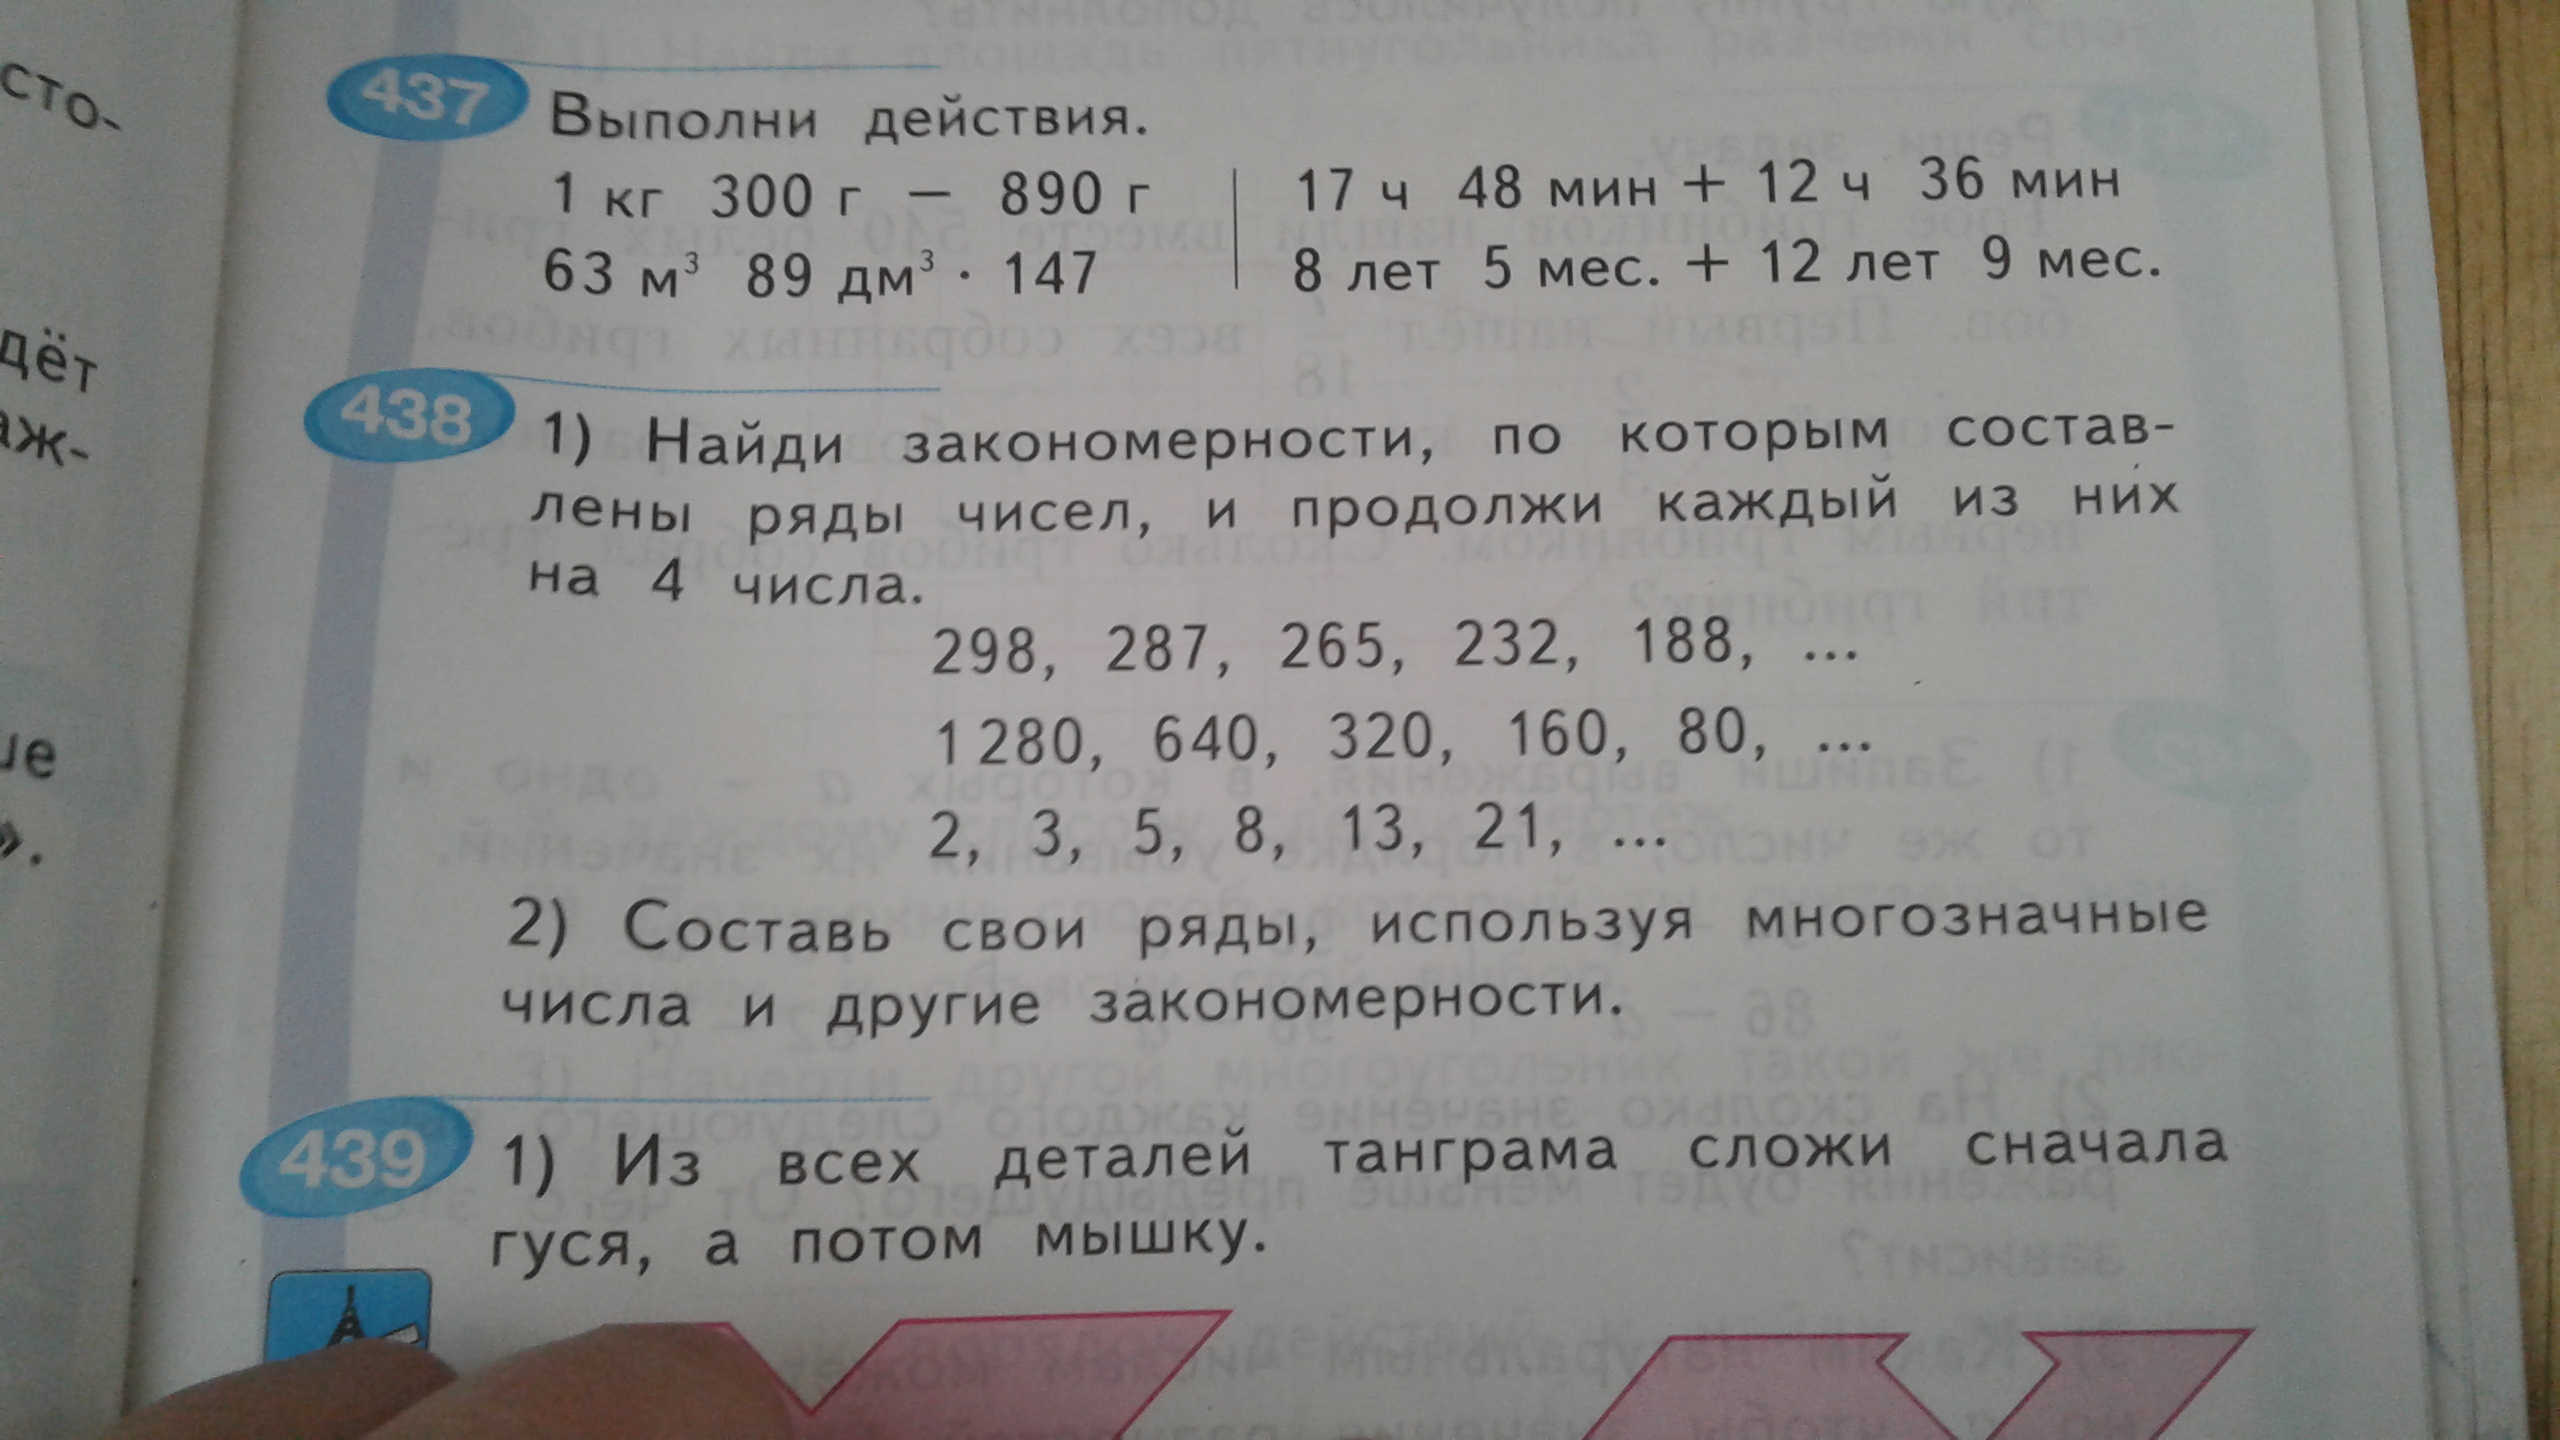 сто-
дёт
аж-
».
437 Выполни действия.
1 кг 300 г – 890 г | 17 ч 48 мин + 12 ч 36 мин
63 м³ 89 дм³ · 147 | 8 лет 5 мес. + 12 лет 9 мес.
438 1) Найди закономерности, по которым состав-
лены ряды чисел, и продолжи каждый из них
на 4 числа.
298, 287, 265, 232, 188, ...
1 280, 640, 320, 160, 80, ...
2, 3, 5, 8, 13, 21, ...
2) Составь свои ряды, используя многозначные
числа и другие закономерности.
439 1) Из всех деталей танграма сложи сначала
гуся, а потом мышку.